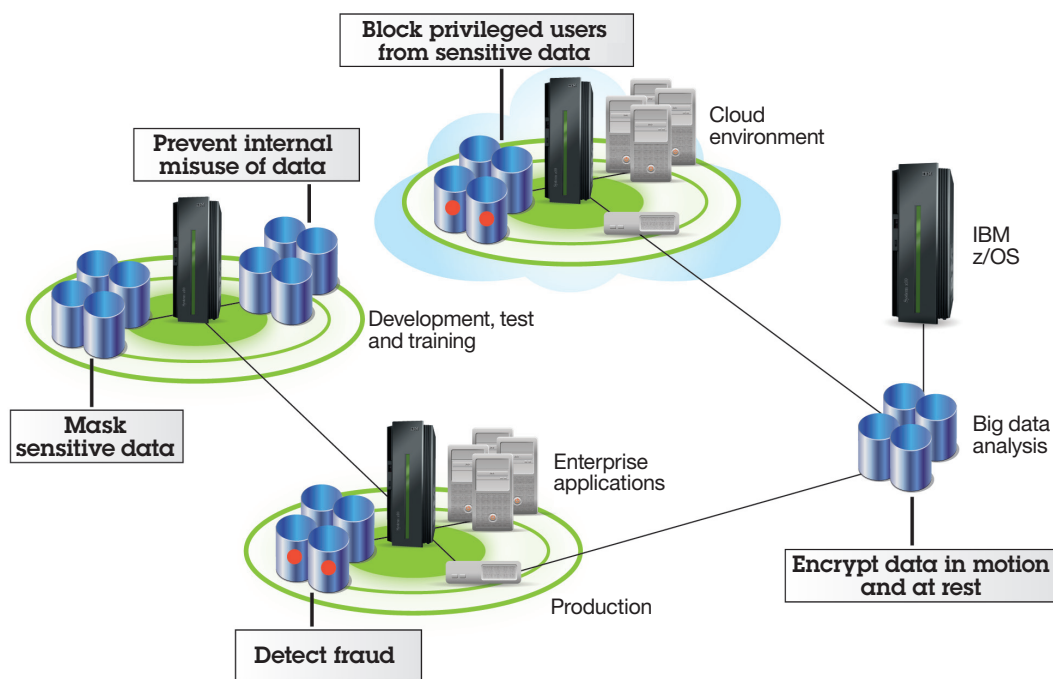 Block privileged users
from sensitive data
Cloud
environment
Prevent internal
misuse of data
IBM
z/OS
Development, test
and training
Mask
sensitive data
Big data
analysis
Enterprise
applications
Encrypt data in motion
and at rest
Production
Detect fraud